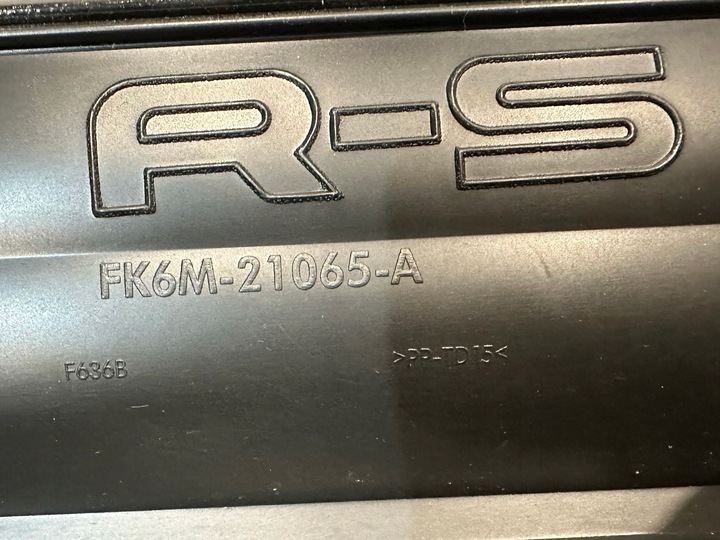 R-S
FK6M-21065-A
F636B
>PP-TD15<